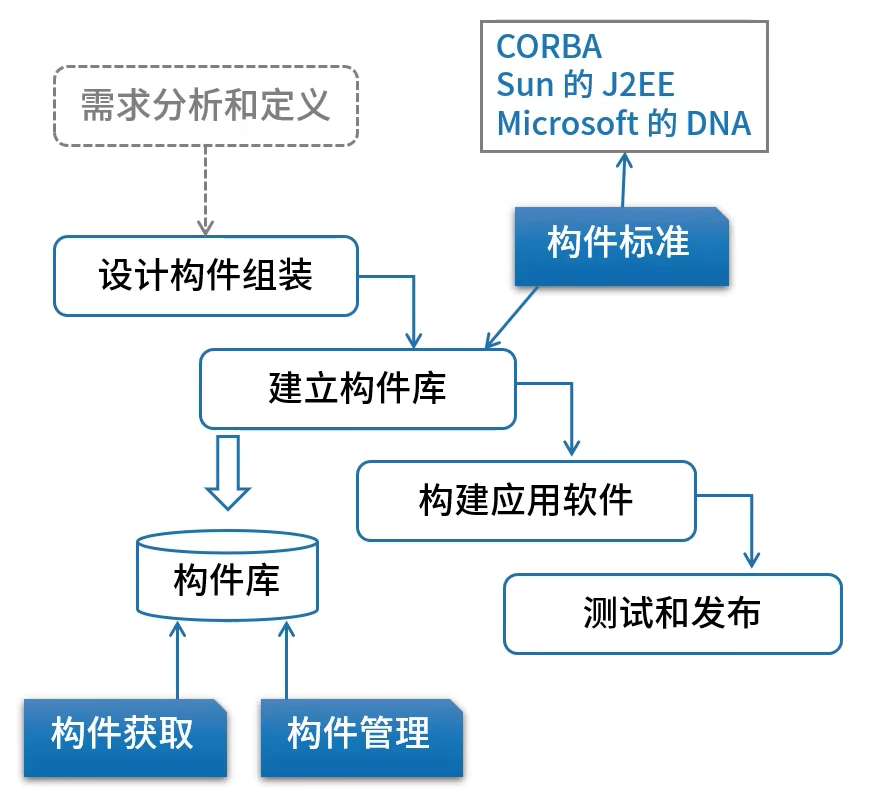 CORBA
Sun 的 J2EE
Microsoft 的 DNA
需求分析和定义
构件标准
设计构件组装
建立构件库
构建应用软件
构件库
测试和发布
构件获取
构件管理